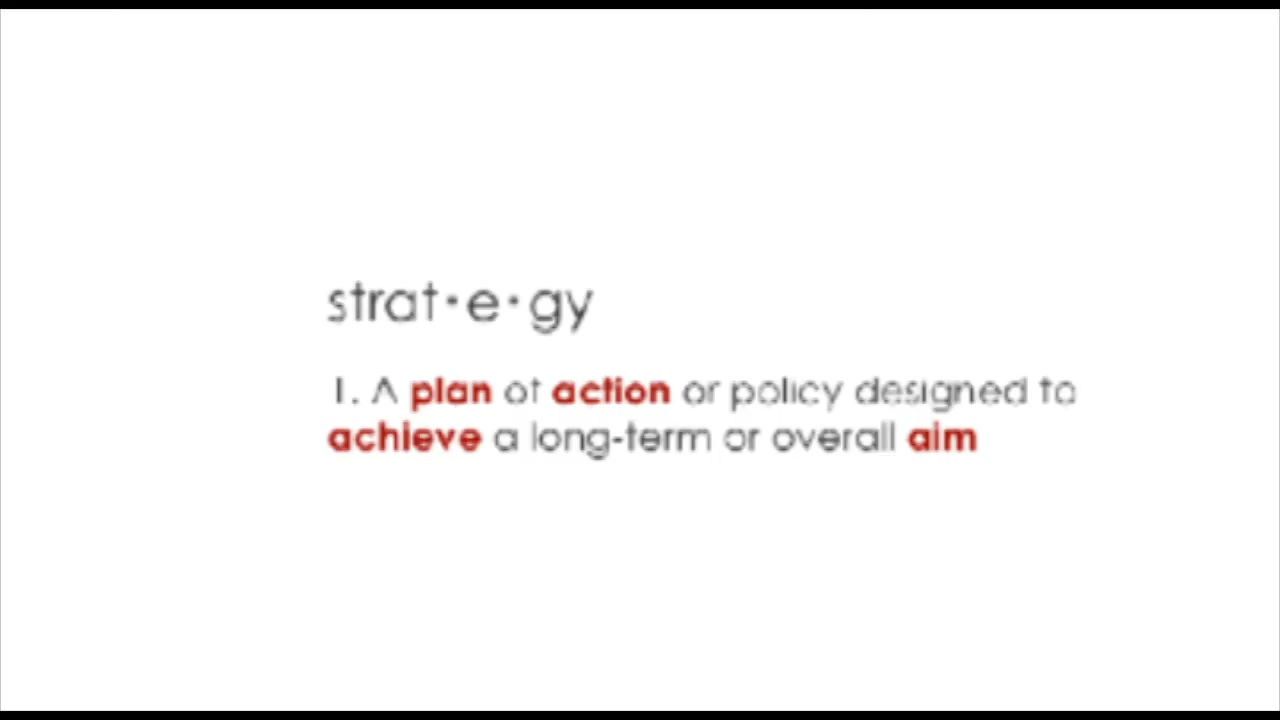 strat·e·gy
1. A plan of action or policy designed to
achieve a long-term or overall aim